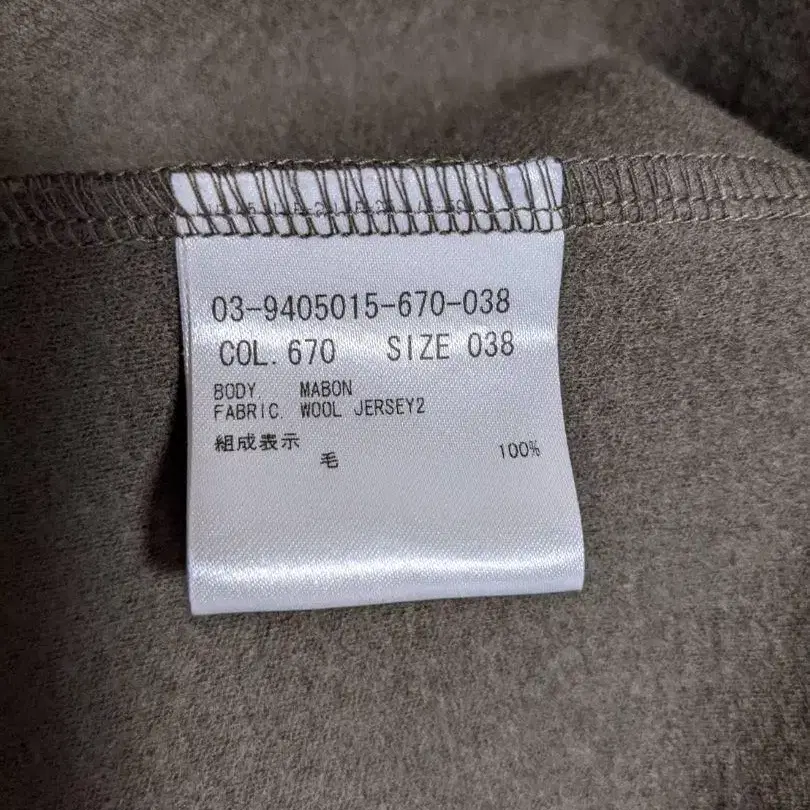 03-9405015-670-038
COL. 670 SIZE 038
BODY. MABON
FABRIC. WOOL JERSEY2
組成表示
毛 100%